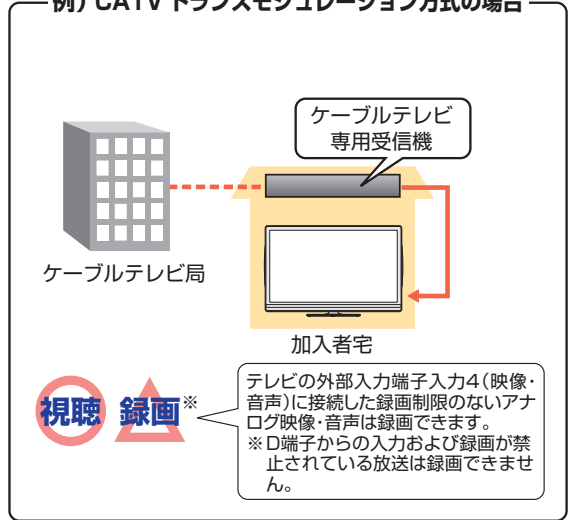 例）CATV トランスモジュレーション方式の場合
ケーブルテレビ
専用受信機
ケーブルテレビ局
加入者宅
視聴 録画※
テレビの外部入力端子入力4（映像・
音声）に接続した録画制限のないアナ
ログ映像・音声は録画できます。
※D端子からの入力および録画が禁
止されている放送は録画できませ
ん。